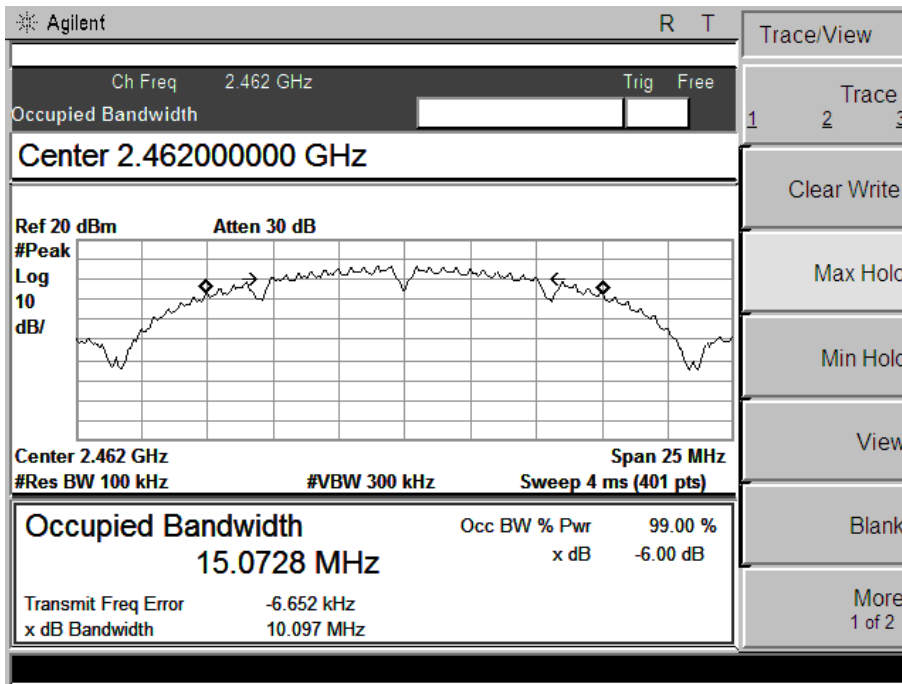 Agilent R T
Ch Freq 2.462 GHz Trig Free
Occupied Bandwidth
Center 2.462000000 GHz
Ref 20 dBm Atten 30 dB
#Peak
Log
10
dB/
Center 2.462 GHz Span 25 MHz
#Res BW 100 kHz #VBW 300 kHz Sweep 4 ms (401 pts)
Occupied Bandwidth Occ BW % Pwr 99.00 %
15.0728 MHz x dB -6.00 dB
Transmit Freq Error -6.652 kHz
x dB Bandwidth 10.097 MHz
Trace/View
Trace
1 2 3
Clear Write
Max Hold
Min Hold
View
Blank
More
1 of 2